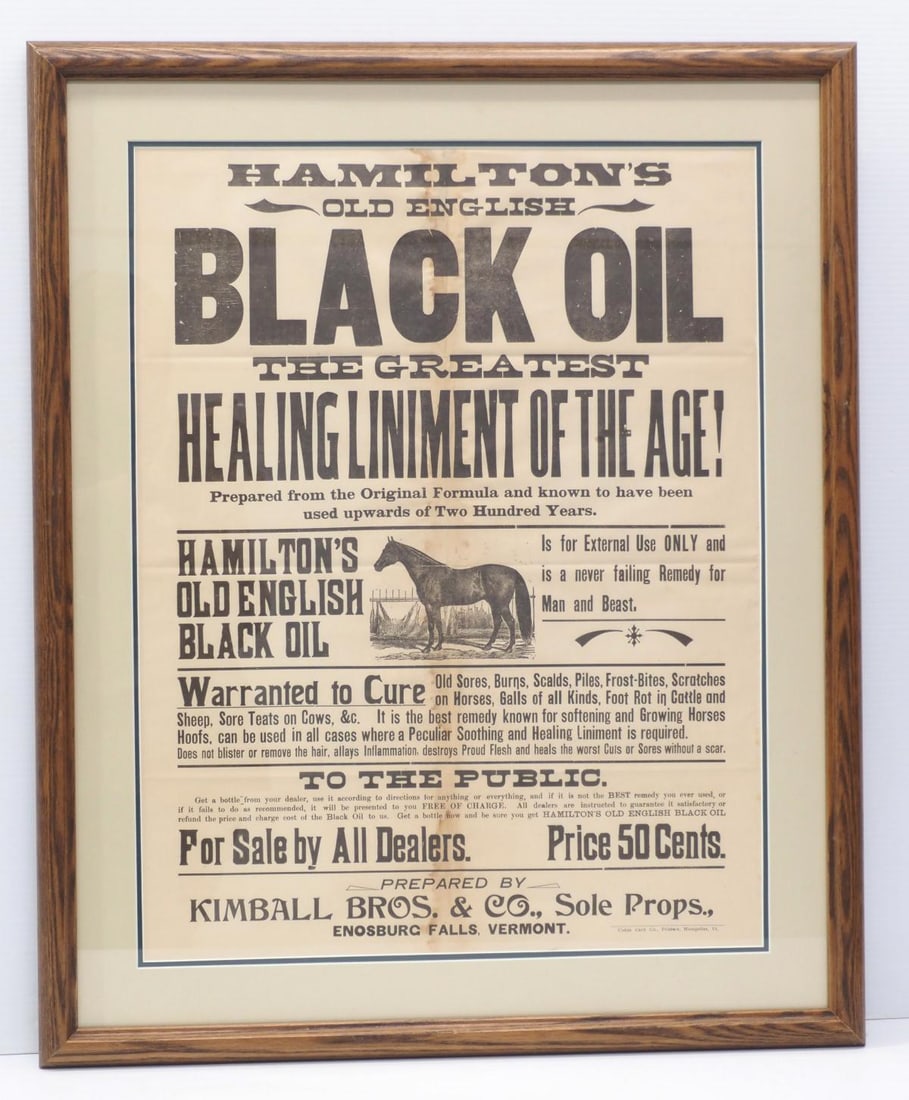 HAMILTON'S
OLD ENGLISH
BLACK OIL
THE GREATEST
HEALING LINIMENT OF THE AGE!
Prepared from the Original Formula and known to have been
used upwards of Two Hundred Years.
HAMILTON'S
OLD ENGLISH
BLACK OIL
Is for External Use ONLY and
is a never failing Remedy for
Man and Beast.
Warranted to Cure Old Sores, Burns, Scalds, Piles, Frost-Bites, Scratches
on Horses, Galls of all Kinds, Foot Rot in Cattle and
Sheep, Sore Teats on Cows, &c. It is the best remedy known for softening and Growing Horses
Hoofs, can be used in all cases where a Peculiar Soothing and Healing Liniment is required.
Does not blister or remove the hair, allays Inflammation, destroys Proud Flesh and heals the worst Cuts or Sores without a scar.
TO THE PUBLIC.
Get a bottle from your dealer, use it according to directions for anything or everything, and if it is not the BEST remedy you ever used, or
if it fails to do as recommended, it will be presented to you FREE OF CHARGE. All dealers are instructed to guarantee it satisfactory or
refund the price and charge cost of the Black Oil to us. Get a bottle now and be sure you get HAMILTON'S OLD ENGLISH BLACK OIL
For Sale by All Dealers. Price 50 Cents.
PREPARED BY
KIMBALL BROS. & CO., Sole Props.,
ENOSBURG FALLS, VERMONT.
Co., Printers, Montpelier, Vt.